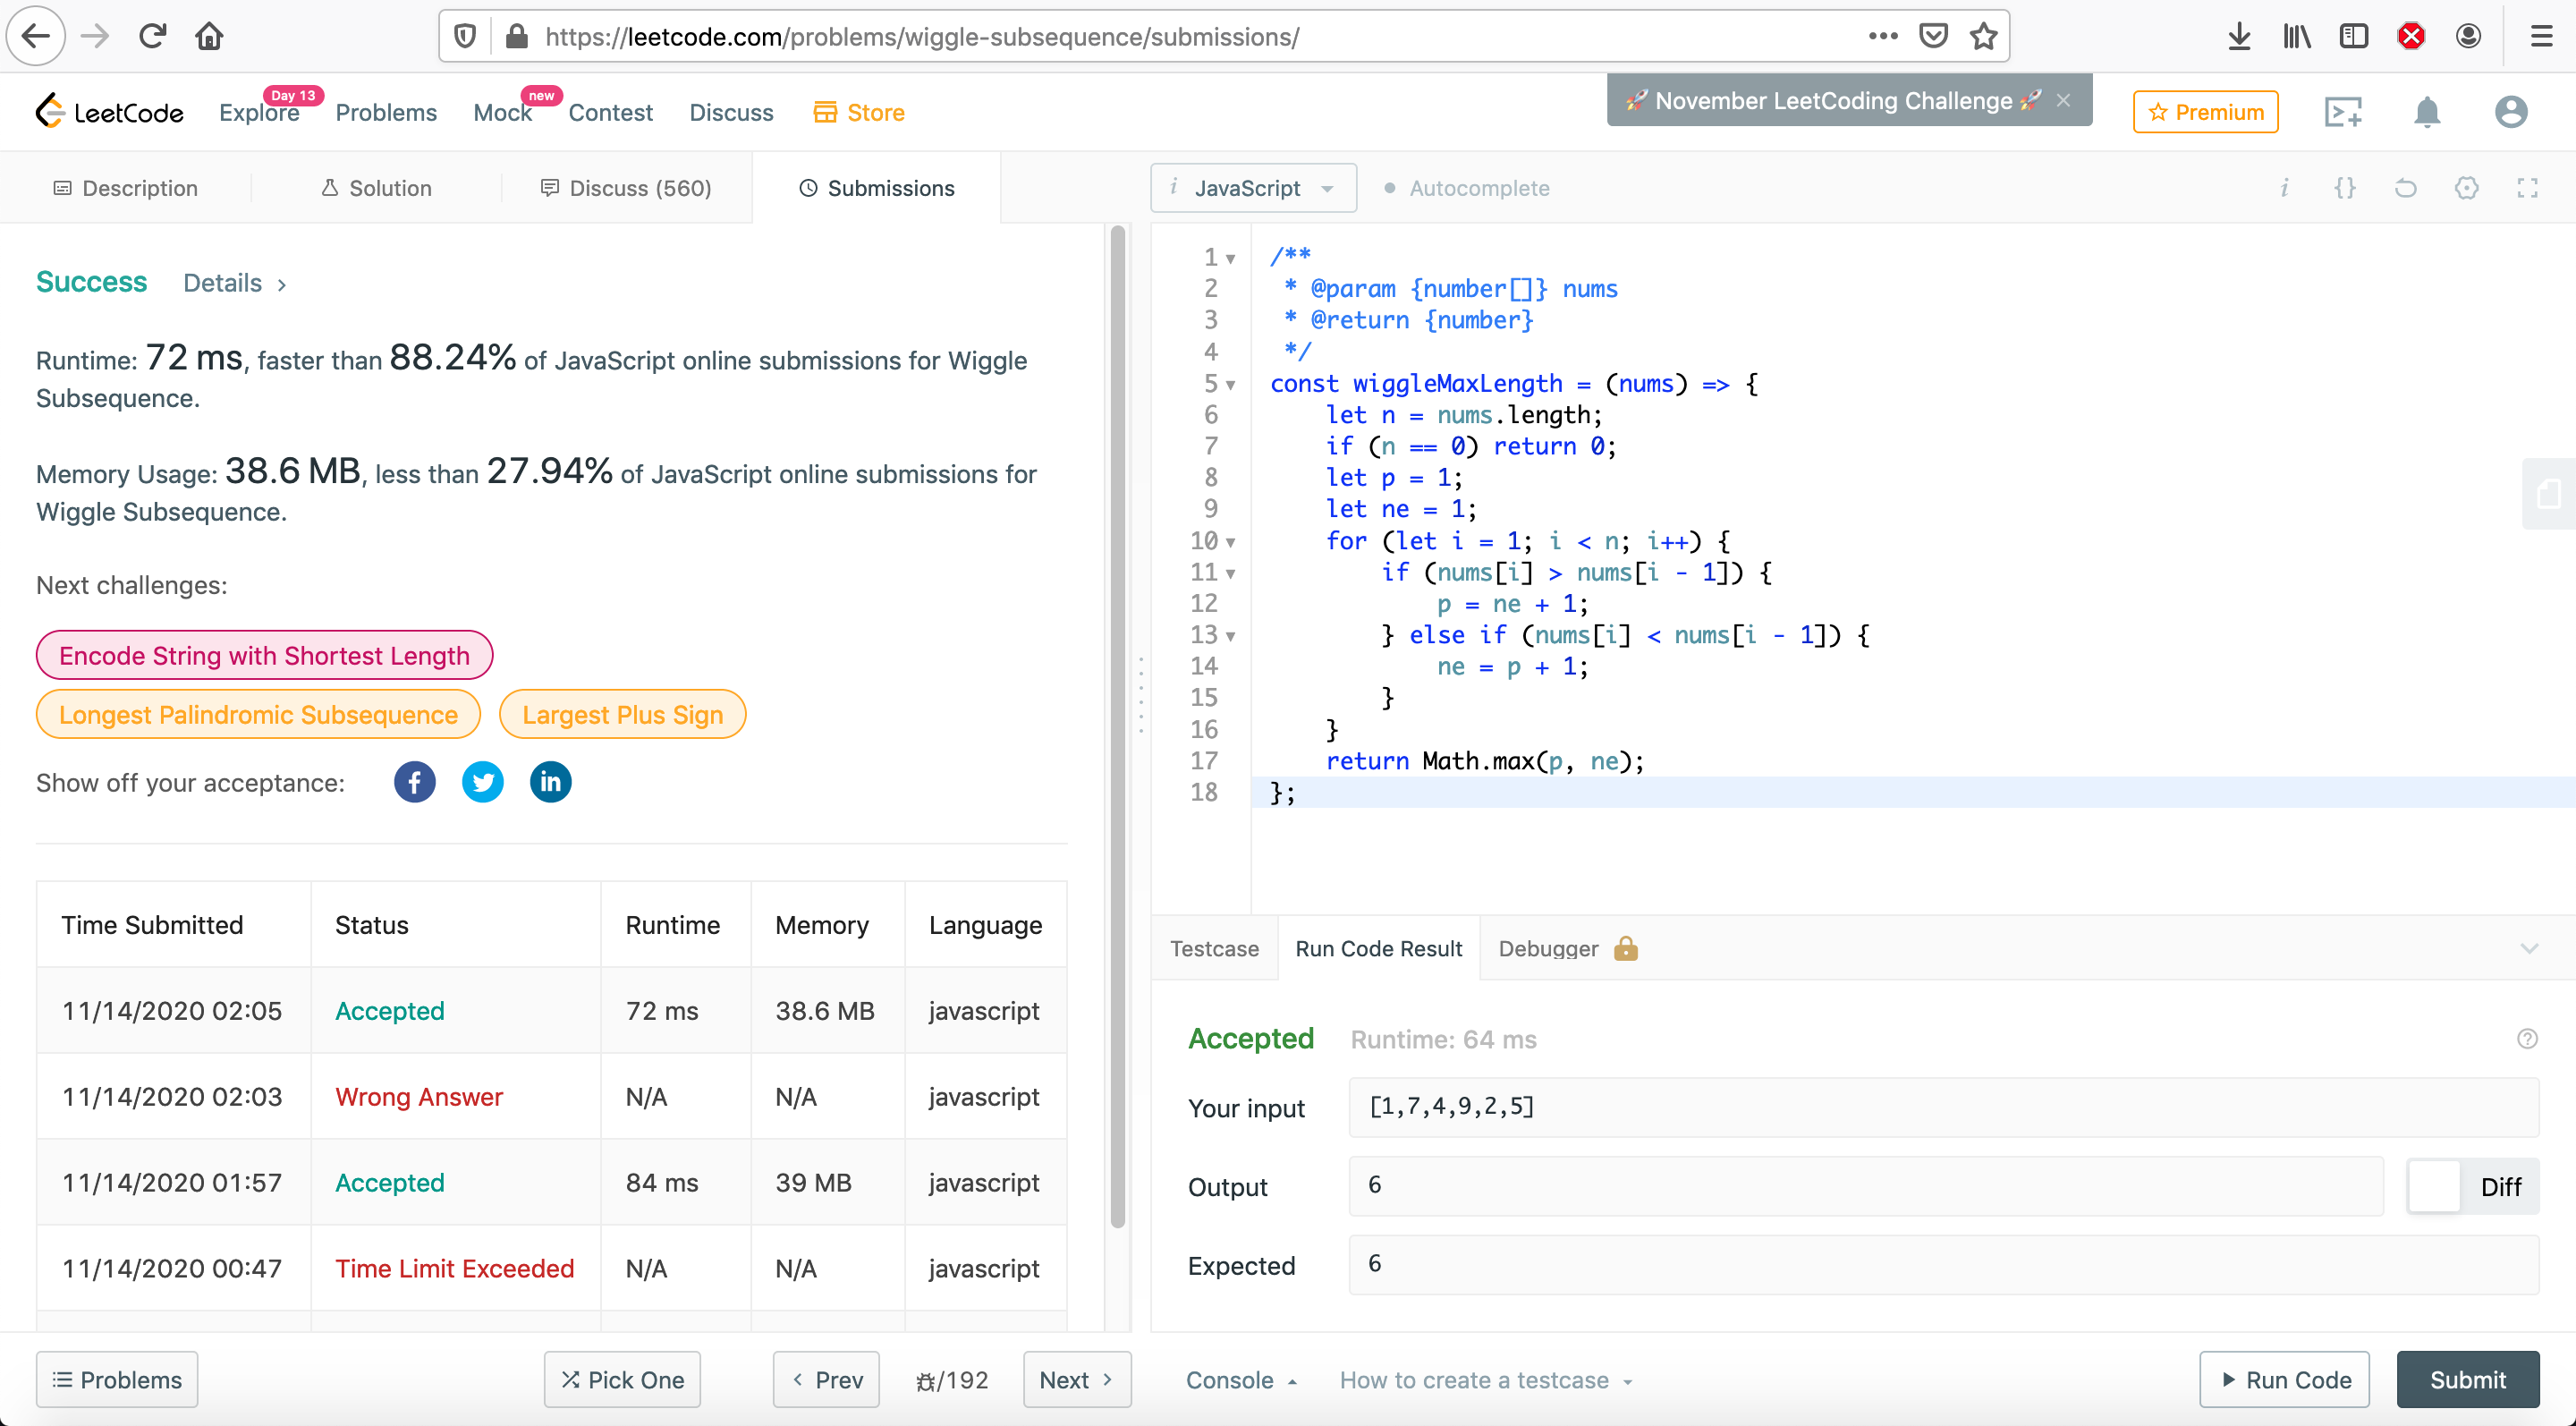 https://leetcode.com/problems/wiggle-subsequence/submissions/
LeetCode
Explore
Day 13
Problems
Mock
new
Contest
Discuss
Store
🚀 November LeetCoding Challenge 🚀
Premium
Description
Solution
Discuss (560)
Submissions
Success Details >
Runtime: 72 ms, faster than 88.24% of JavaScript online submissions for Wiggle
Subsequence.
Memory Usage: 38.6 MB, less than 27.94% of JavaScript online submissions for
Wiggle Subsequence.
Next challenges:
Encode String with Shortest Length
Longest Palindromic Subsequence
Largest Plus Sign
Show off your acceptance:
Time Submitted Status Runtime Memory Language
11/14/2020 02:05 Accepted 72 ms 38.6 MB javascript
11/14/2020 02:03 Wrong Answer N/A N/A javascript
11/14/2020 01:57 Accepted 84 ms 39 MB javascript
11/14/2020 00:47 Time Limit Exceeded N/A N/A javascript
Problems
Pick One
< Prev
/192
Next >
i JavaScript
Autocomplete
i {}
1 /**
2  * @param {number[]} nums
3  * @return {number}
4  */
5 const wiggleMaxLength = (nums) => {
6     let n = nums.length;
7     if (n == 0) return 0;
8     let p = 1;
9     let ne = 1;
10     for (let i = 1; i < n; i++) {
11         if (nums[i] > nums[i - 1]) {
12             p = ne + 1;
13         } else if (nums[i] < nums[i - 1]) {
14             ne = p + 1;
15         }
16     }
17     return Math.max(p, ne);
18 };
Testcase
Run Code Result
Debugger
Accepted Runtime: 64 ms
Your input [1,7,4,9,2,5]
Output 6
Diff
Expected 6
Console
How to create a testcase
Run Code
Submit